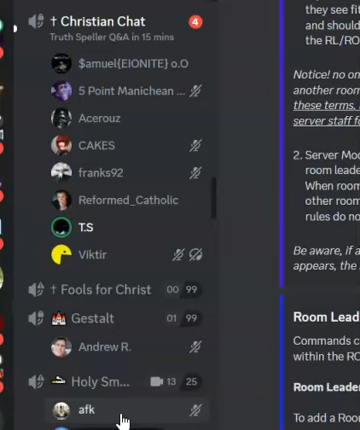 † Christian Chat 4
Truth Speller Q&A in 15 mins
$amuel{EIONITE} o.O
5 Point Manichean ...
Acerouz
CAKES
franks92
Reformed_Catholic
T.S
Viktir
† Fools for Christ 00 99
Gestalt 01 99
Andrew R.
Holy Sm... 13 25
afk
they see fit
and should
the RL/RO
Notice! no on
another room
these terms,
server staff fo
2. Server Mod
room leade
When room
other room
rules do no
Be aware, if a
appears, the
Room Lead
Commands c
within the RO
Room Leader
To add a Roo